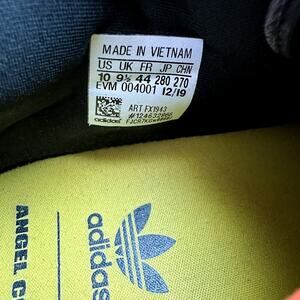 MADE IN VIETNAM
US UK FR JP CHN
10 9½ 44 280 270
EVM 004001 12/19
ART FX1943
adidas
adidas
ANGEL